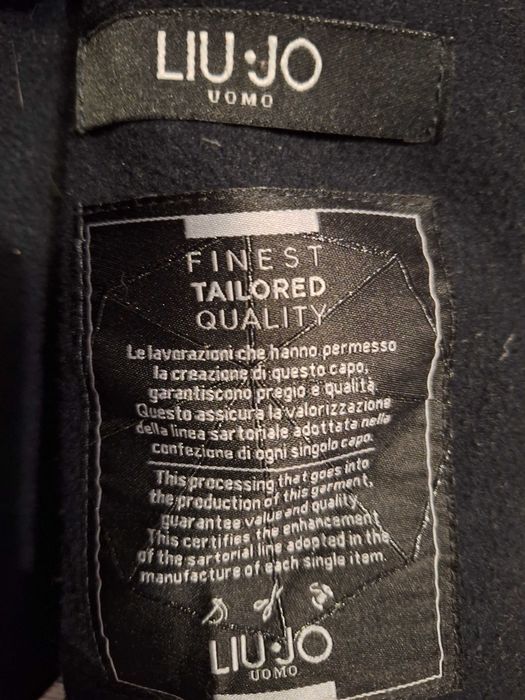 LIU·JO
UOMO
FINEST
TAILORED
QUALITY
Le lavorazioni che hanno permesso
la creazione di questo capo,
garantiscono pregio e qualità.
Questo assicura la valorizzazione
della linea sartoriale adottata nella
confezione di ogni singolo capo.
This processing that goes into
the production of this garment,
guarantee value and quality.
This certifies the enhancement
of the sartorial line adopted in the
manufacture of each single item.
LIU·JO
UOMO